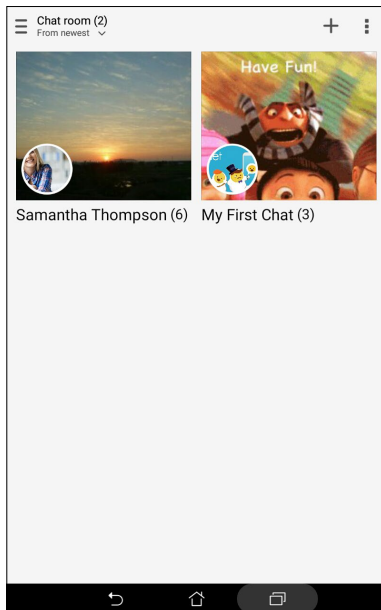 Chat room (2)
From newest
Have Fun!
Samantha Thompson (6)
My First Chat (3)